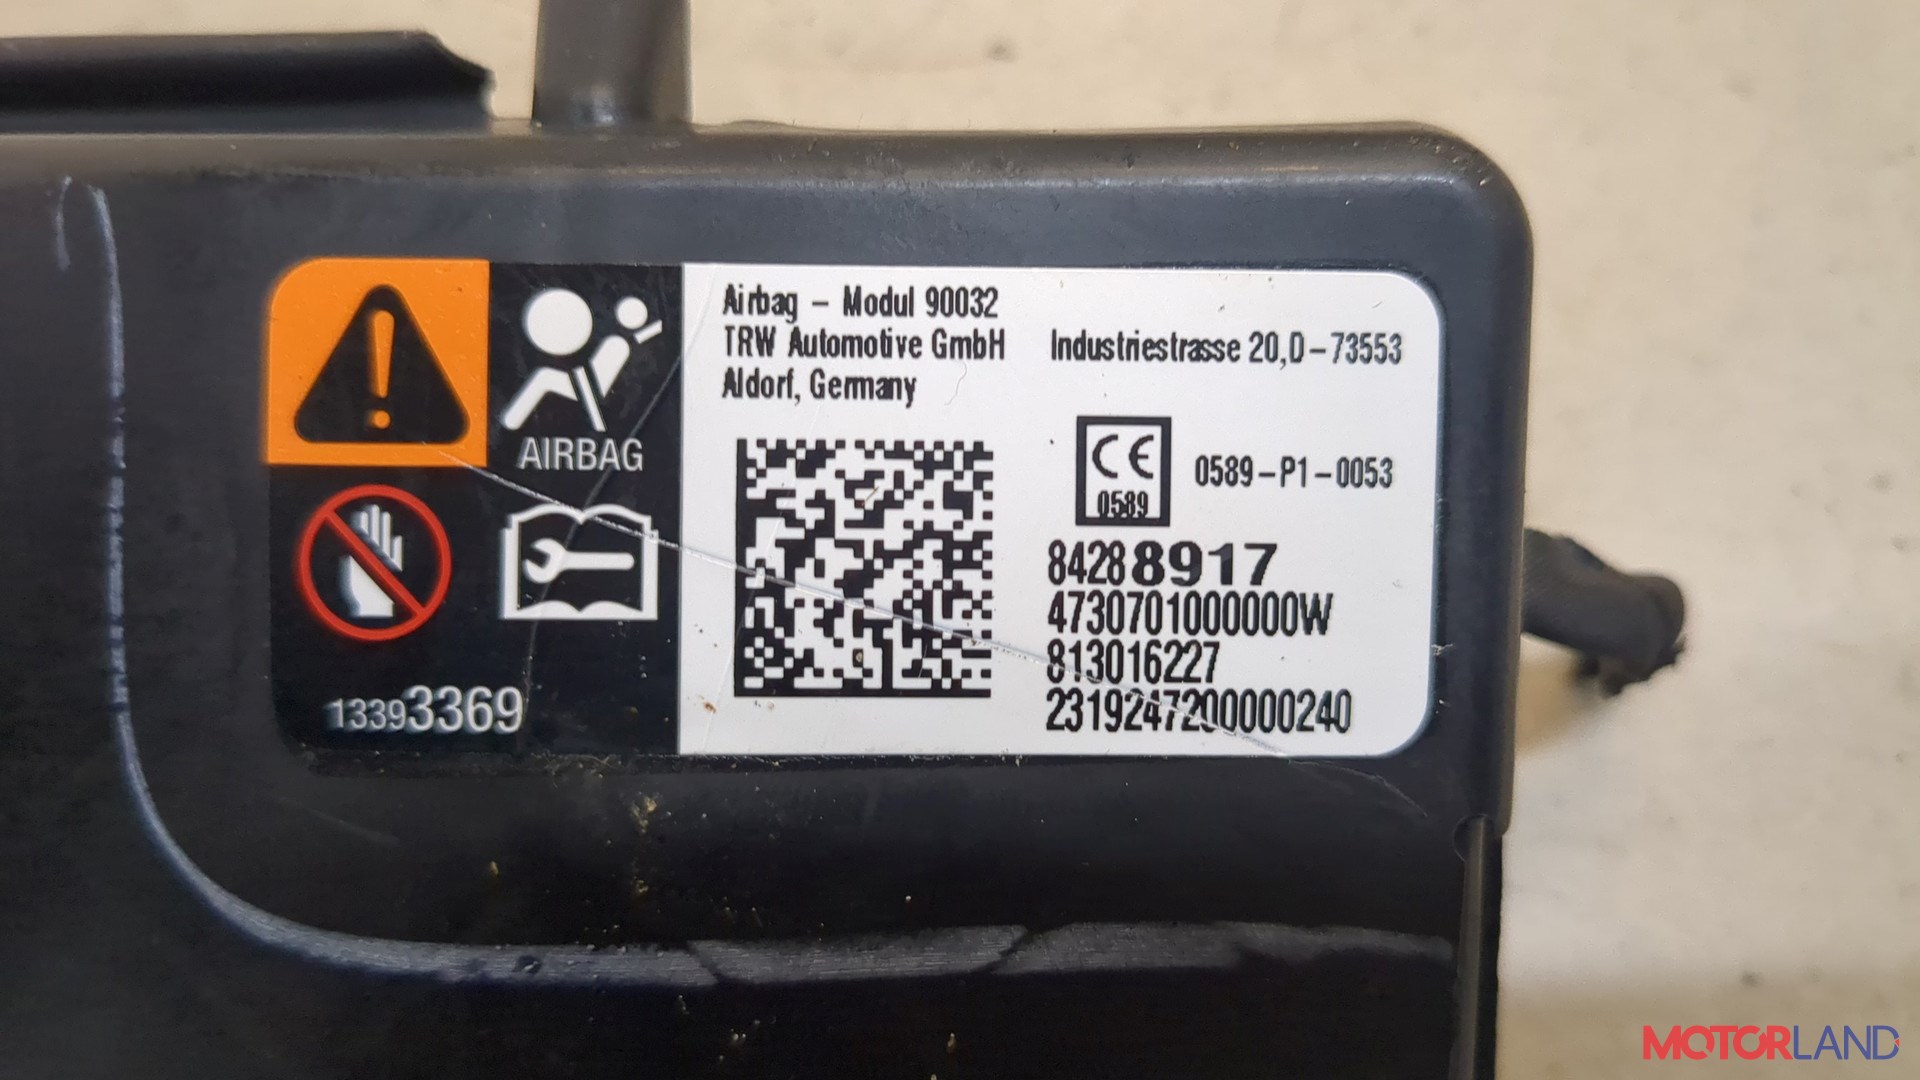 AIRBAG
13393369
Airbag – Modul 90032
TRW Automotive GmbH Industriestrasse 20,D–73553
Aldorf, Germany
CE
0589
0589–P1–0053
84288917
4730701000000W
813016227
2319247200000240
MOTORLAND